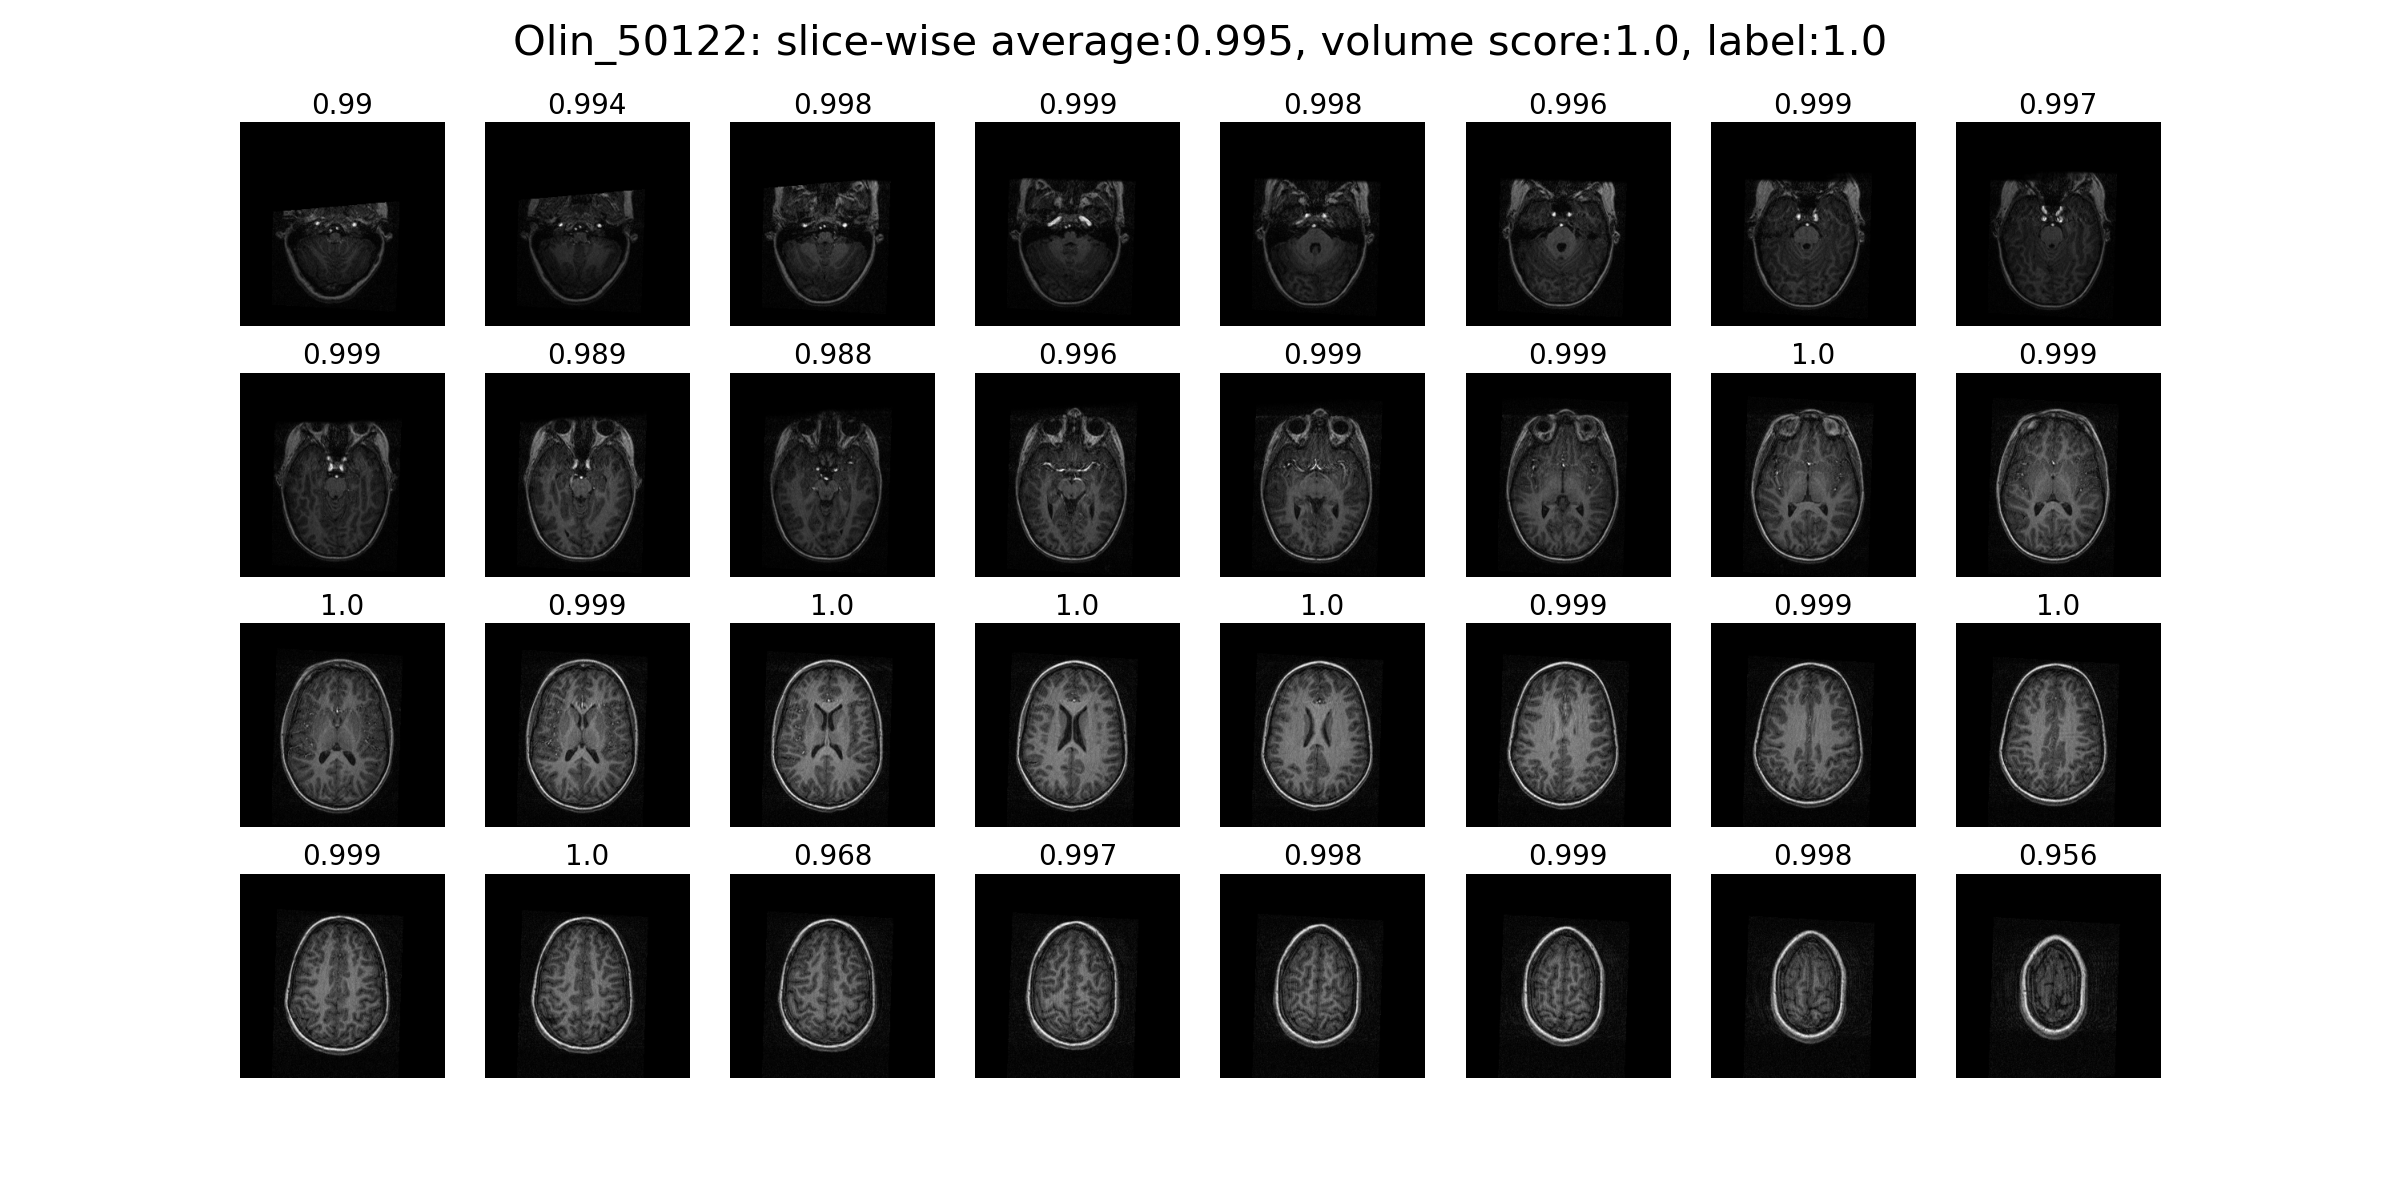 Olin_50122: slice-wise average:0.995, volume score:1.0, label:1.0
0.99 0.994 0.998 0.999 0.998 0.996 0.999 0.997
0.999 0.989 0.988 0.996 0.999 0.999 1.0 0.999
1.0 0.999 1.0 1.0 1.0 0.999 0.999 1.0
0.999 1.0 0.968 0.997 0.998 0.999 0.998 0.956